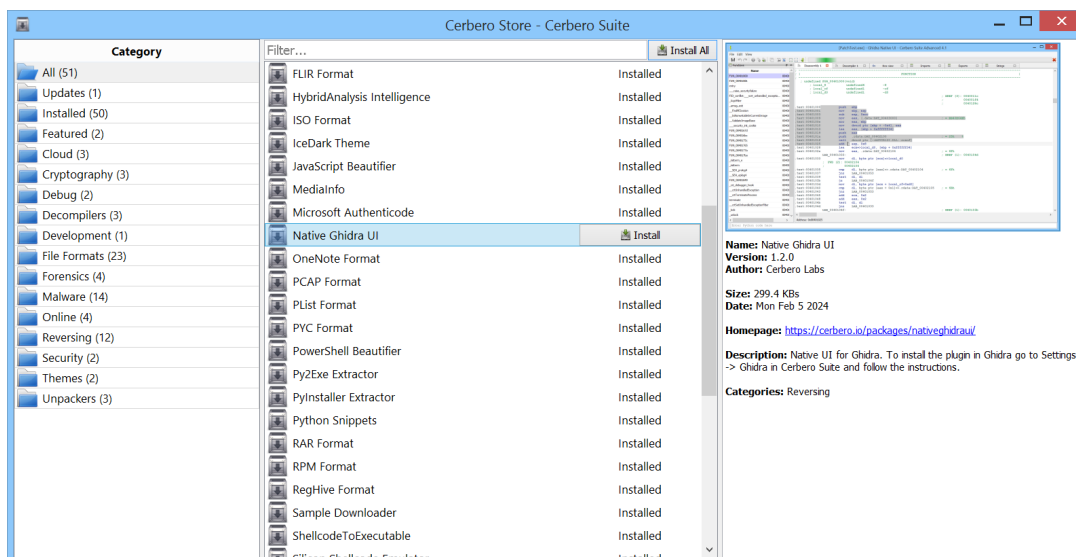 Cerbero Store - Cerbero Suite
Category
All (51)
Updates (1)
Installed (50)
Featured (2)
Cloud (3)
Cryptography (3)
Debug (2)
Decompilers (3)
Development (1)
File Formats (23)
Forensics (4)
Malware (14)
Online (4)
Reversing (12)
Security (2)
Themes (2)
Unpackers (3)
Filter...
Install All
FLIR Format Installed
HybridAnalysis Intelligence Installed
ISO Format Installed
IceDark Theme Installed
JavaScript Beautifier Installed
MediaInfo Installed
Microsoft Authenticode Installed
Native Ghidra UI Install
OneNote Format Installed
PCAP Format Installed
PList Format Installed
PYC Format Installed
PowerShell Beautifier Installed
Py2Exe Extractor Installed
PyInstaller Extractor Installed
Python Snippets Installed
RAR Format Installed
RPM Format Installed
RegHive Format Installed
Sample Downloader Installed
ShellcodeToExecutable Installed
Name: Native Ghidra UI
Version: 1.2.0
Author: Cerbero Labs
Size: 299.4 KBs
Date: Mon Feb 5 2024
Homepage: https://cerbero.io/packages/nativeghidraui/
Description: Native UI for Ghidra. To install the plugin in Ghidra go to Settings
-> Ghidra in Cerbero Suite and follow the instructions.
Categories: Reversing